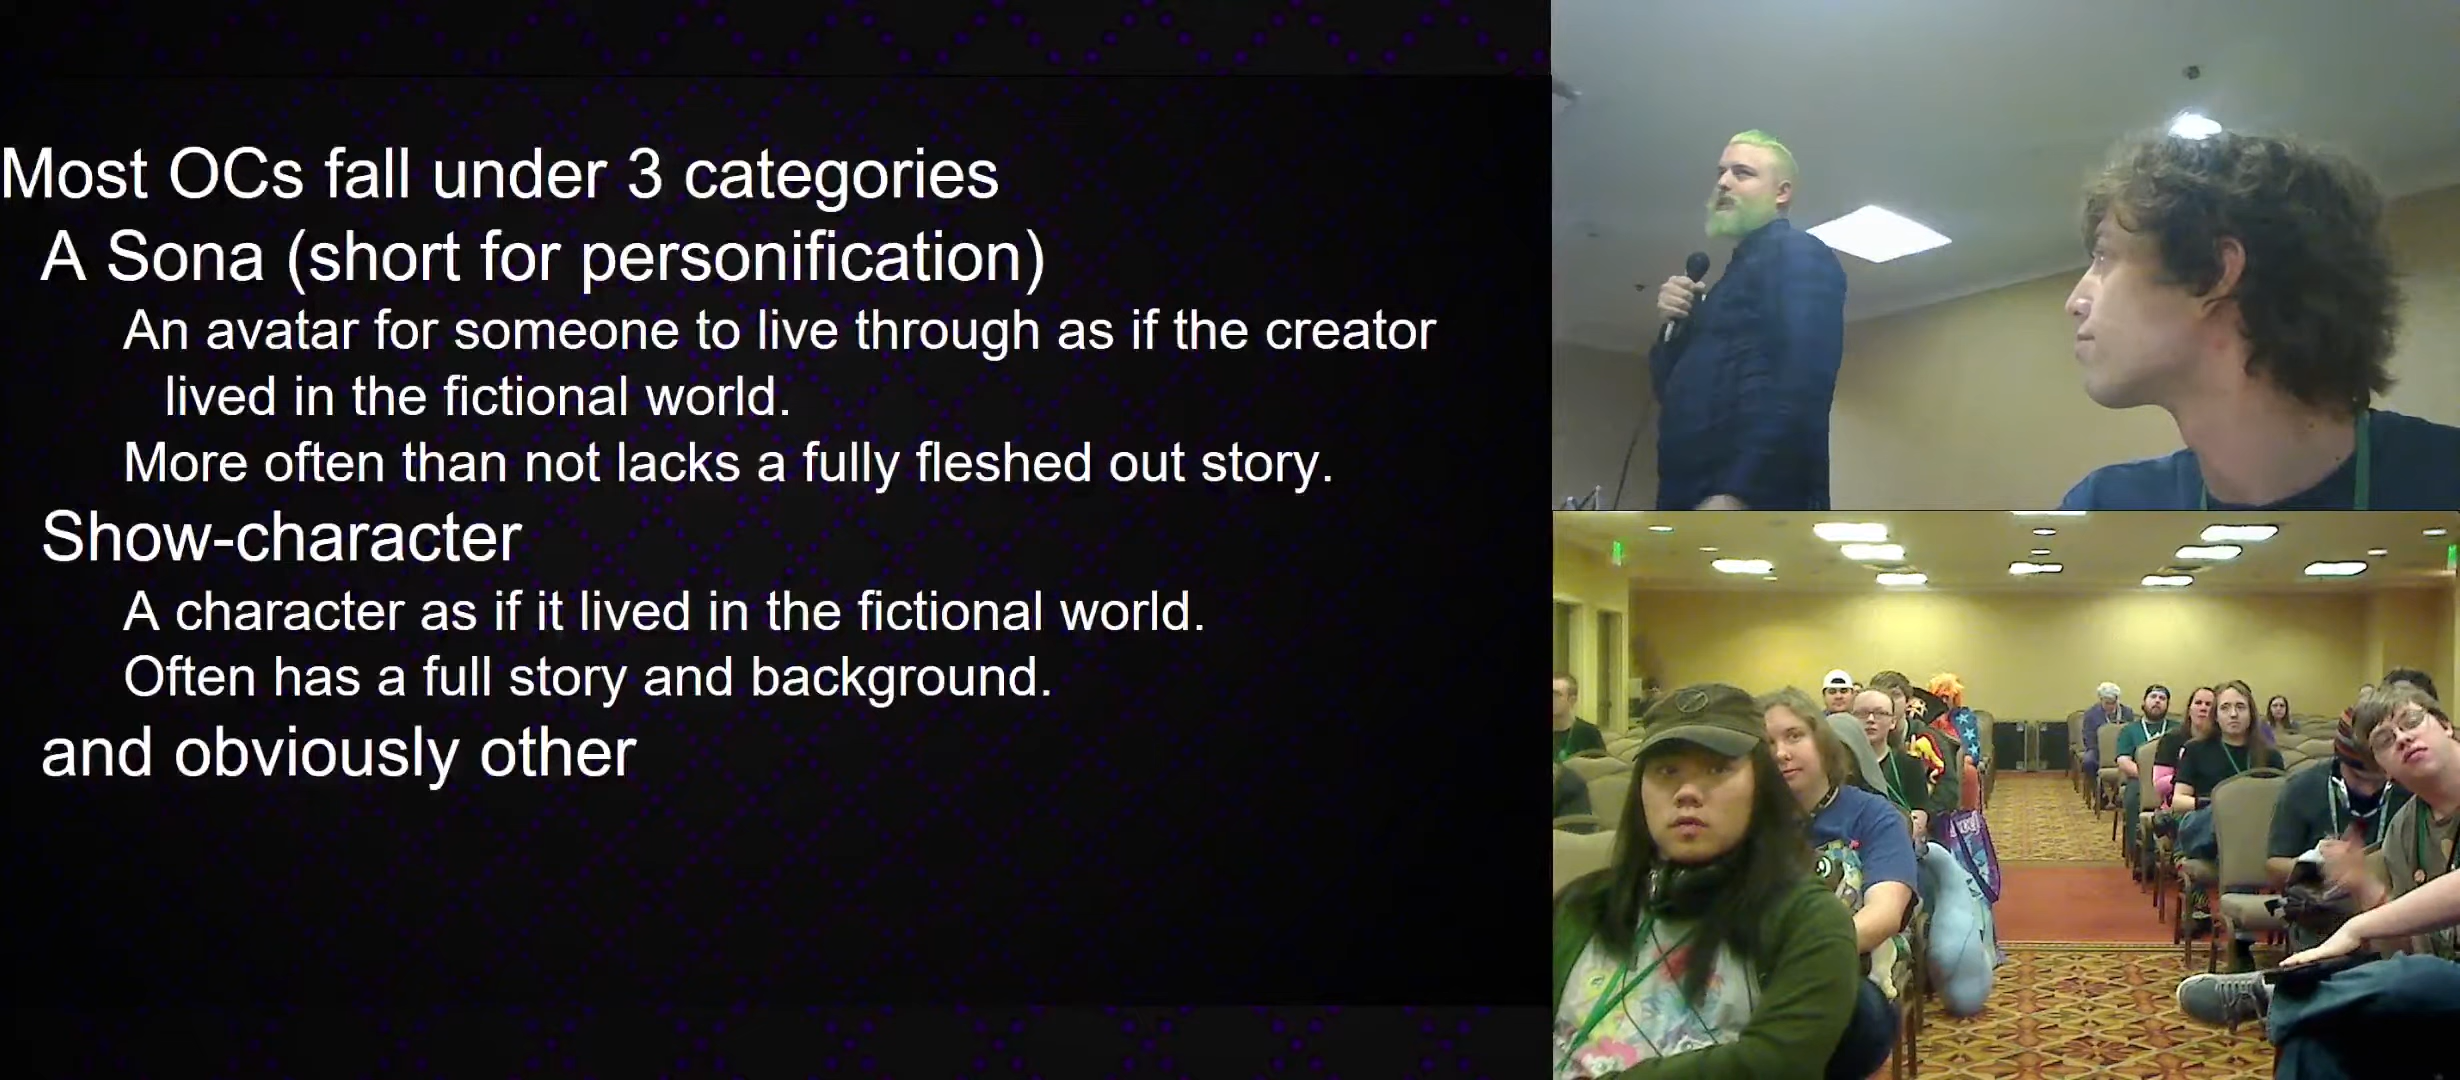 Most OCs fall under 3 categories
A Sona (short for personification)
An avatar for someone to live through as if the creator
lived in the fictional world.
More often than not lacks a fully fleshed out story.
Show-character
A character as if it lived in the fictional world.
Often has a full story and background.
and obviously other